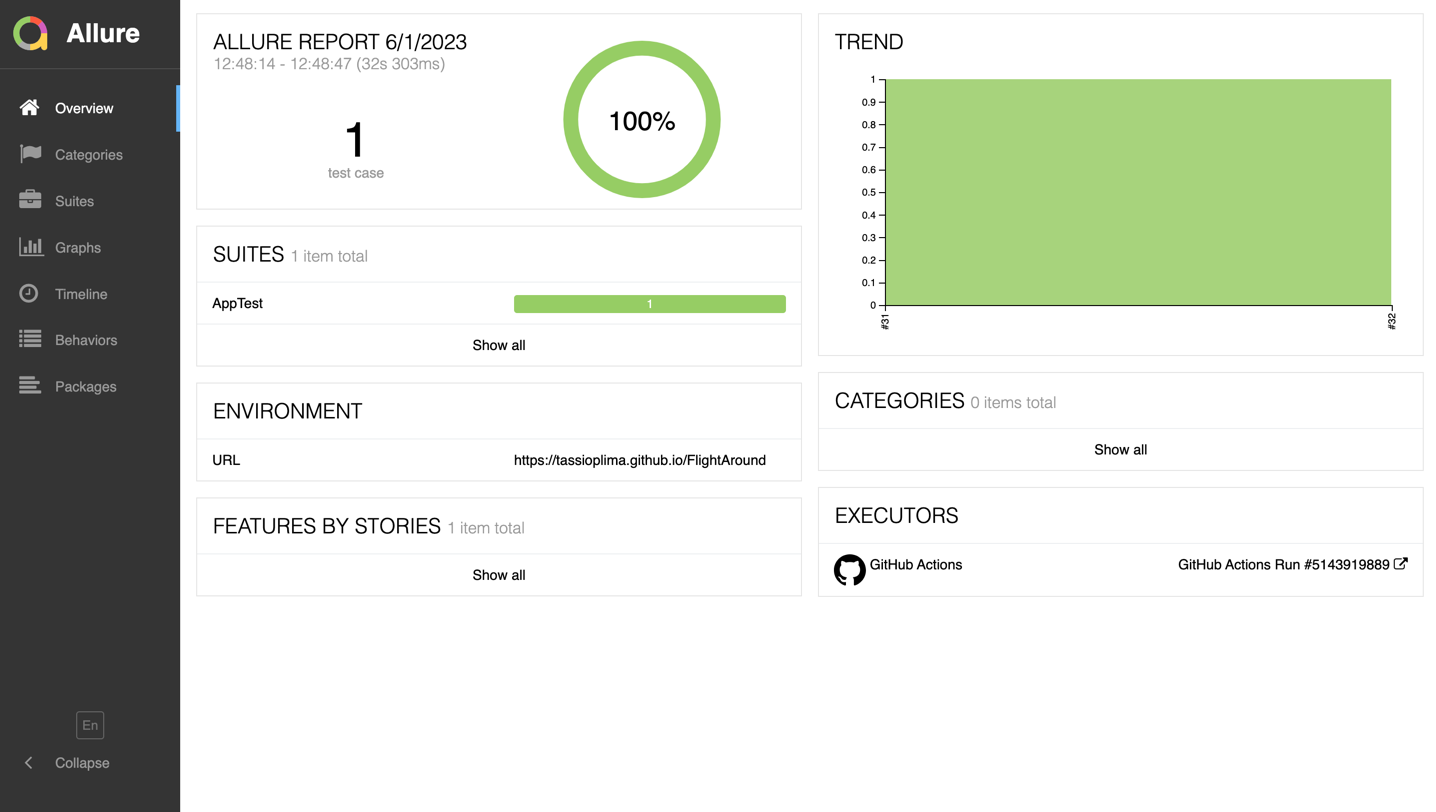 Allure
Overview
Categories
Suites
Graphs
Timeline
Behaviors
Packages
En
Collapse
ALLURE REPORT 6/1/2023
12:48:14 - 12:48:47 (32s 303ms)
1
test case
100%
SUITES 1 item total
AppTest 1
Show all
ENVIRONMENT
URL https://tassioplima.github.io/FlightAround
FEATURES BY STORIES 1 item total
Show all
TREND
1
0.9
0.8
0.7
0.6
0.5
0.4
0.3
0.2
0.1
0
#31 #32
CATEGORIES 0 items total
Show all
EXECUTORS
GitHub Actions GitHub Actions Run #5143919889